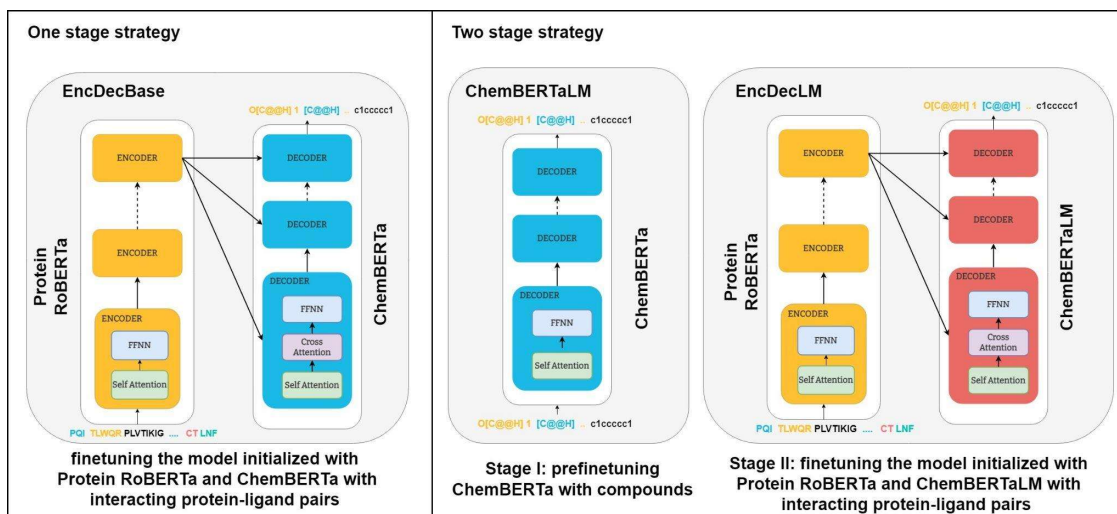 One stage strategy
EncDecBase
O[C@@H] 1 [C@@H] .. c1ccccc1
ENCODER
DECODER
ENCODER
DECODER
Protein
RoBERTa
ChemBERTa
ENCODER
FFNN
Self Attention
DECODER
FFNN
Cross
Attention
Self Attention
PQI TLWQR PLVTIKIG .... CT LNF
finetuning the model initialized with
Protein RoBERTa and ChemBERTa with
interacting protein-ligand pairs
Two stage strategy
ChemBERTaLM
O[C@@H] 1 [C@@H] .. c1ccccc1
DECODER
DECODER
ChemBERTa
DECODER
FFNN
Self Attention
O[C@@H] 1 [C@@H] .. c1ccccc1
Stage I: prefinetuning
ChemBERTa with compounds
EncDecLM
O[C@@H] 1 [C@@H] .. c1ccccc1
ENCODER
DECODER
ENCODER
DECODER
Protein
RoBERTa
ChemBERTaLM
ENCODER
FFNN
Self Attention
DECODER
FFNN
Cross
Attention
Self Attention
PQI TLWQR PLVTIKIG .... CT LNF
Stage II: finetuning the model initialized with
Protein RoBERTa and ChemBERTaLM with
interacting protein-ligand pairs